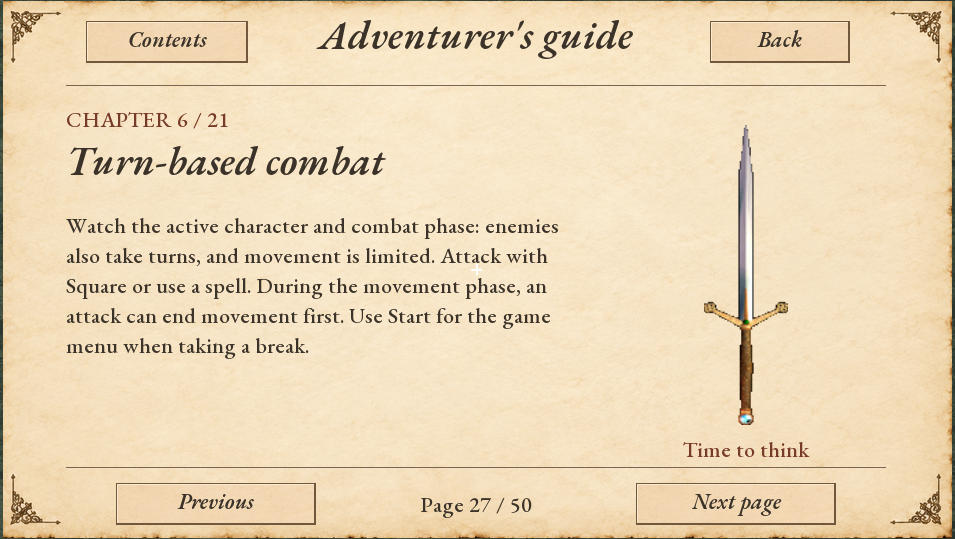 Contents
Adventurer's guide
Back
CHAPTER 6 / 21
Turn-based combat
Watch the active character and combat phase: enemies
also take turns, and movement is limited. Attack with
Square or use a spell. During the movement phase, an
attack can end movement first. Use Start for the game
menu when taking a break.
Time to think
Previous
Page 27 / 50
Next page